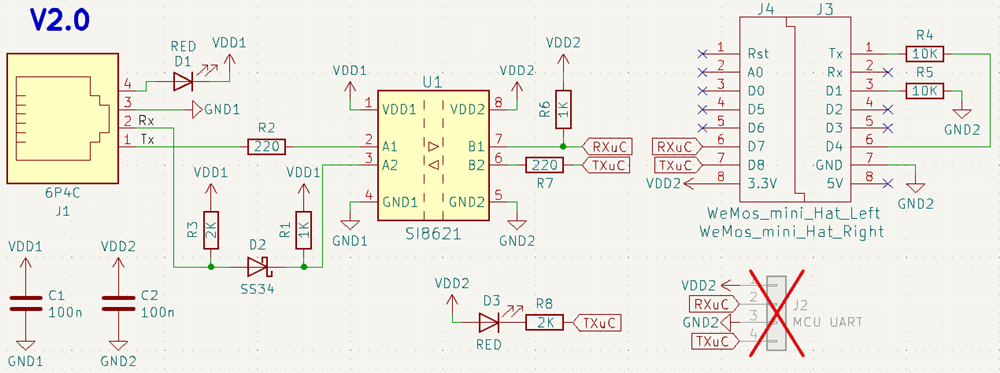 V2.0
RED
D1
VDD1
4
3
GND1
2
Rx
1
Tx
6P4C
J1
R2
220
VDD1
R3
2K
VDD1
R1
1K
D2
SS34
VDD1
U1
VDD2
1
VDD1
VDD2
8
2
A1
B1
7
3
A2
B2
6
4
GND1
GND2
5
GND1
GND2
SI8621
VDD2
R6
1K
RXuC
220
TXuC
R7
J4
J3
1
Rst
Tx
1
2
A0
Rx
2
3
D0
D1
3
4
D5
D2
4
5
D6
D3
5
RXuC
6
D7
D4
6
TXuC
7
D8
GND
7
VDD2
8
3.3V
5V
8
R4
10K
R5
10K
GND2
GND2
WeMos_mini_Hat_Left
WeMos_mini_Hat_Right
VDD1
C1
100n
GND1
VDD2
C2
100n
GND2
VDD2
D3
RED
R8
2K
TXuC
VDD2
1
RXuC
2
GND2
3
TXuC
4
J2
MCU UART